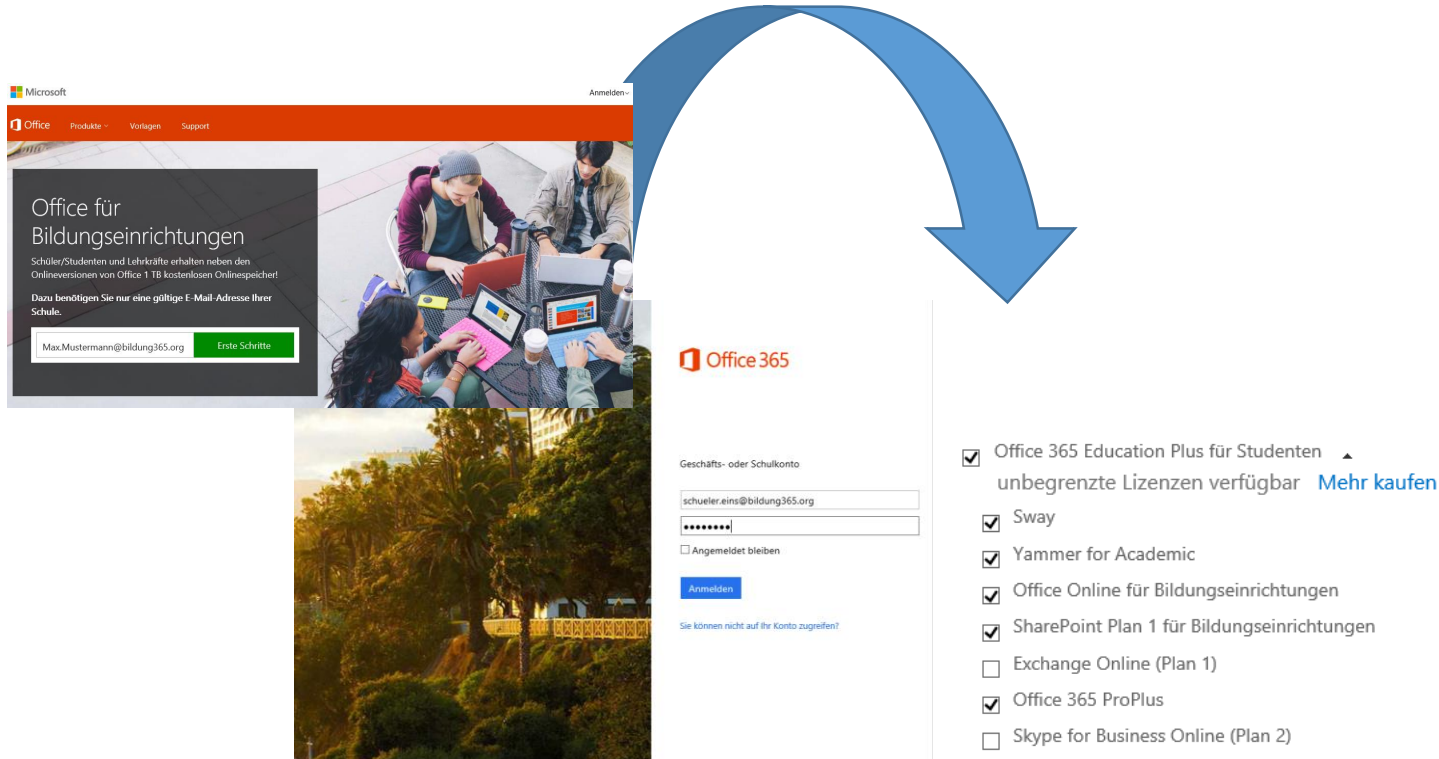 Microsoft
Anmelden
Office Produkte Vorlagen Support
Office für
Bildungseinrichtungen
Schüler/Studenten und Lehrkräfte erhalten neben den
Onlineversionen von Office 1 TB kostenlosen Onlinespeicher!
Dazu benötigen Sie nur eine gültige E-Mail-Adresse Ihrer
Schule.
Max.Mustermann@bildung365.org Erste Schritte
Office 365
Geschäfts- oder Schulkonto
schueler.eins@bildung365.org
Angemeldet bleiben
Anmelden
Sie können nicht auf Ihr Konto zugreifen?
Office 365 Education Plus für Studenten
unbegrenzte Lizenzen verfügbar Mehr kaufen
Sway
Yammer for Academic
Office Online für Bildungseinrichtungen
SharePoint Plan 1 für Bildungseinrichtungen
Exchange Online (Plan 1)
Office 365 ProPlus
Skype for Business Online (Plan 2)